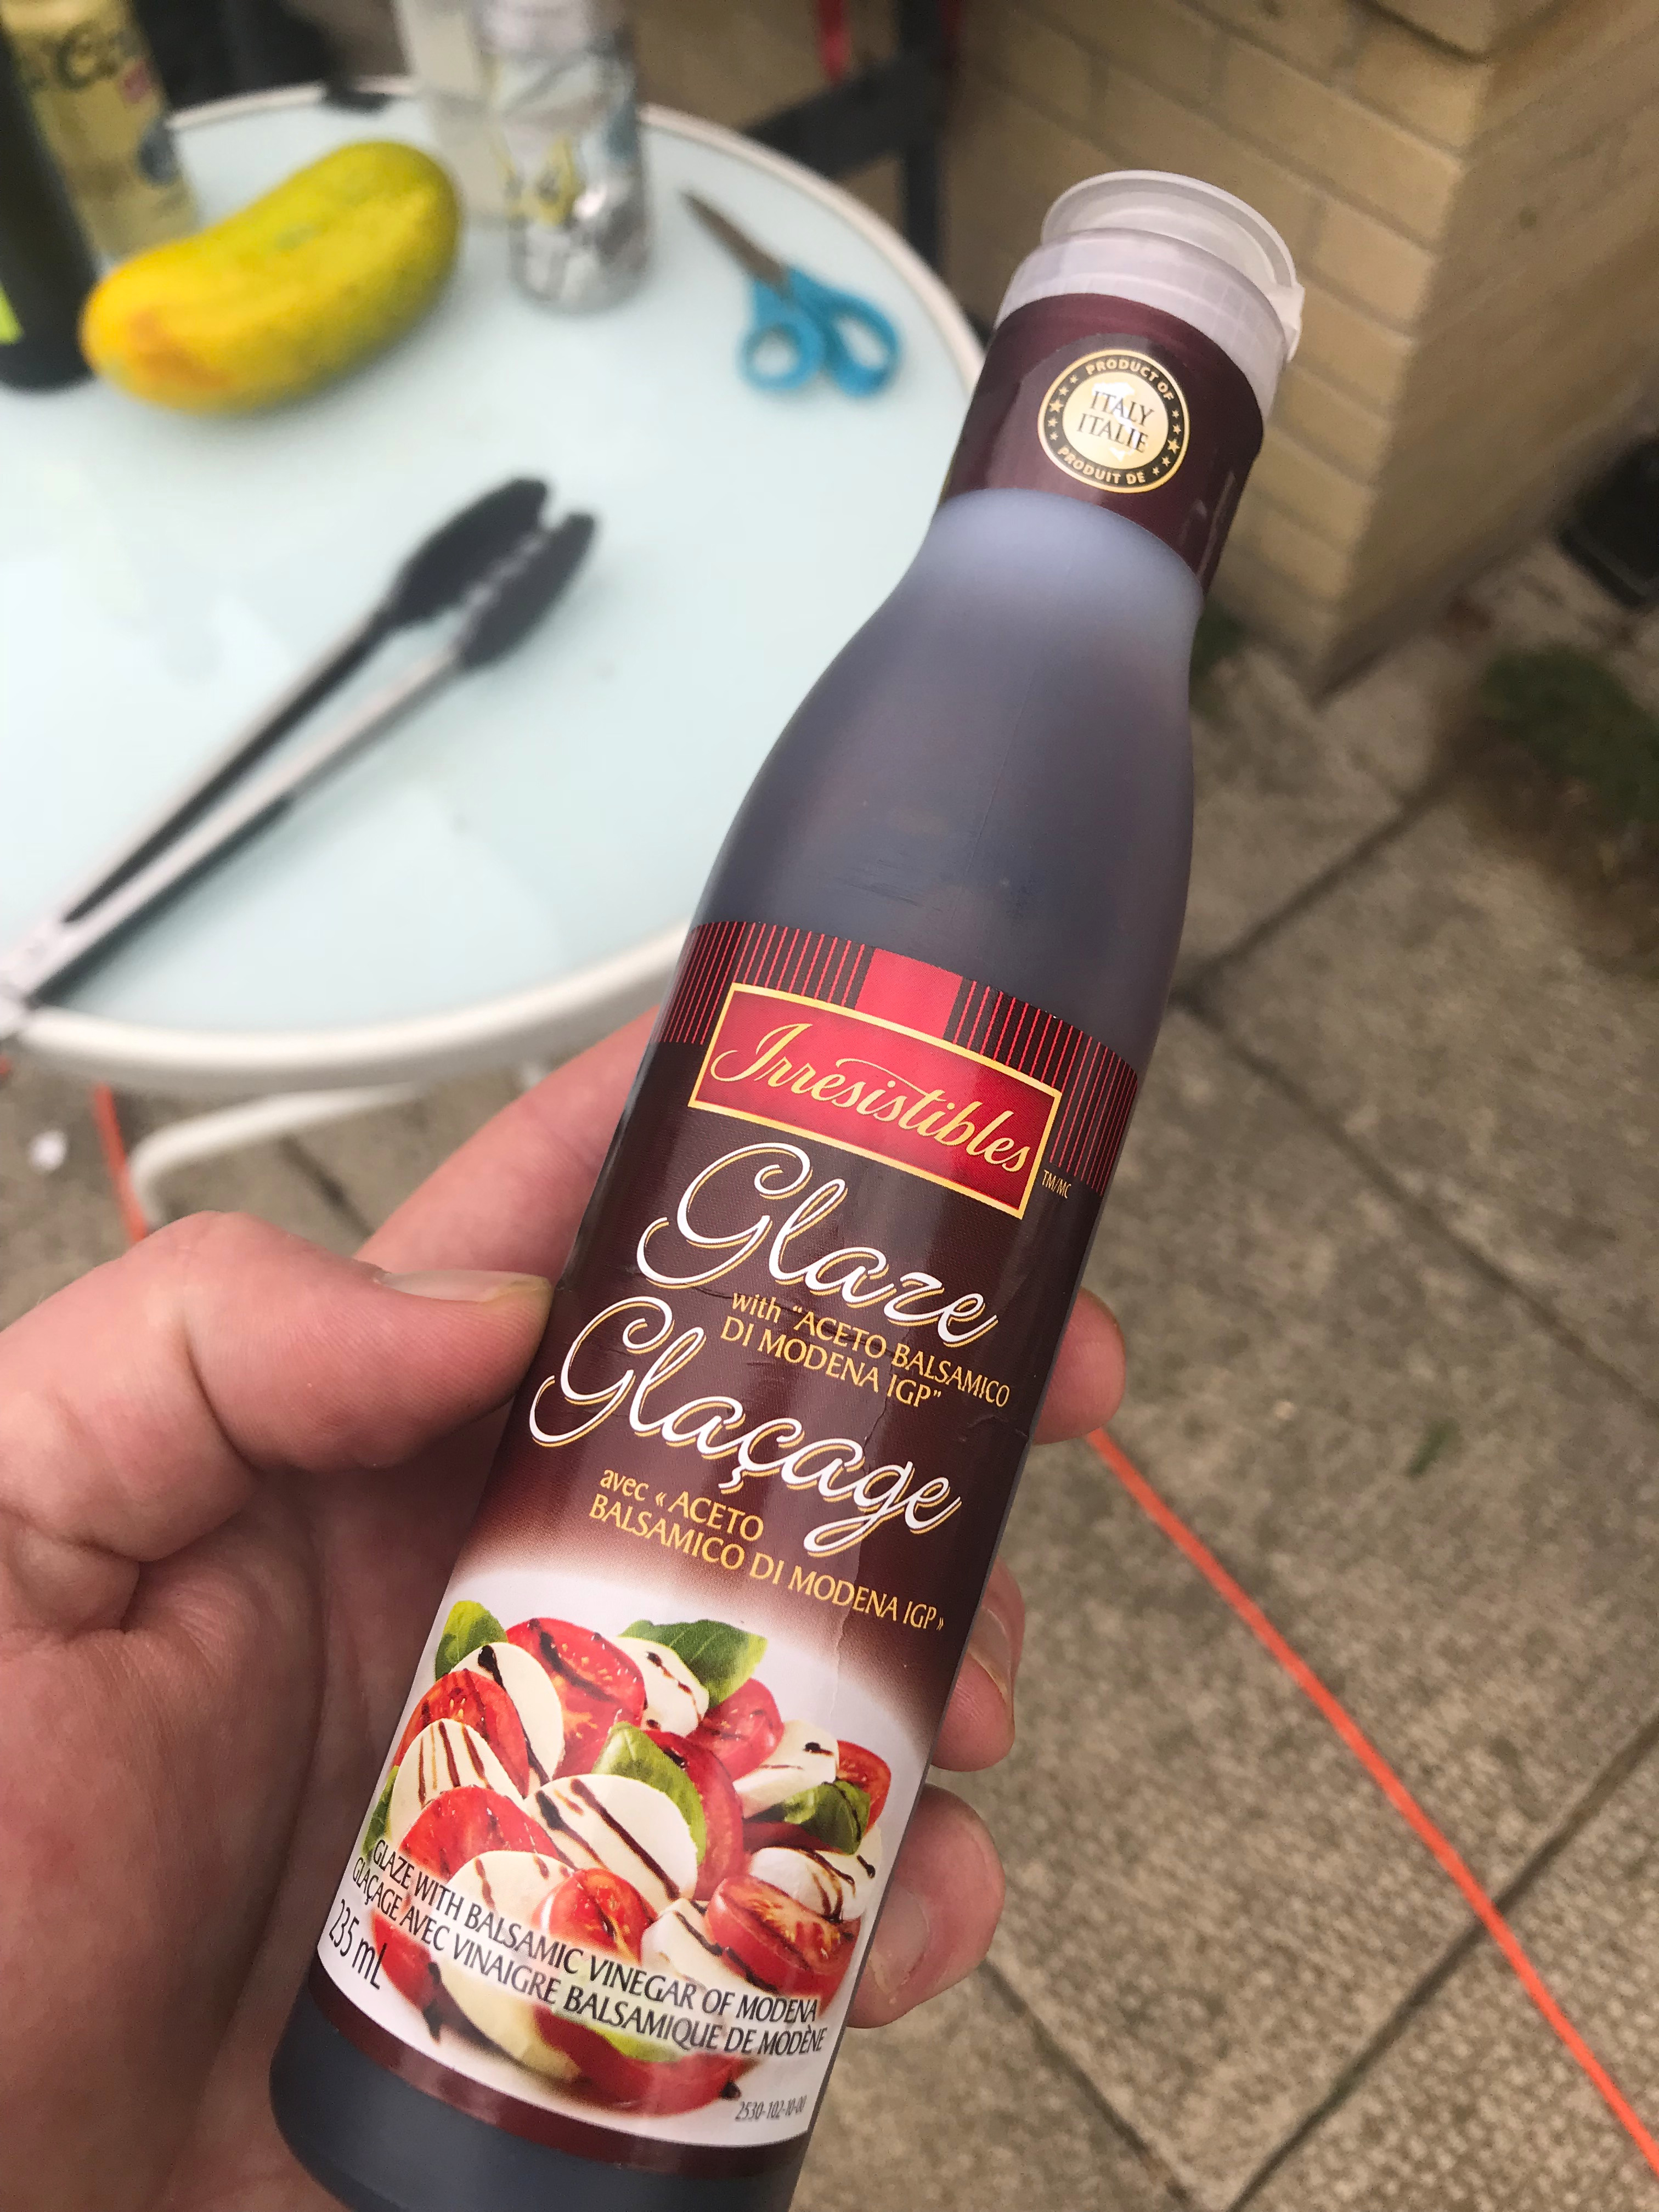 PRODUCT OF
ITALY
ITALIE
PRODUIT DE
Irresistibles
TM/MC
Glaze
with "ACETO BALSAMICO
DI MODENA IGP"
Glaçage
avec « ACETO
BALSAMICO DI MODENA IGP»
GLAZE WITH BALSAMIC VINEGAR OF MODENA
GLAÇAGE AVEC VINAIGRE BALSAMIQUE DE MODÈNE
235 mL
2530-102-10-00